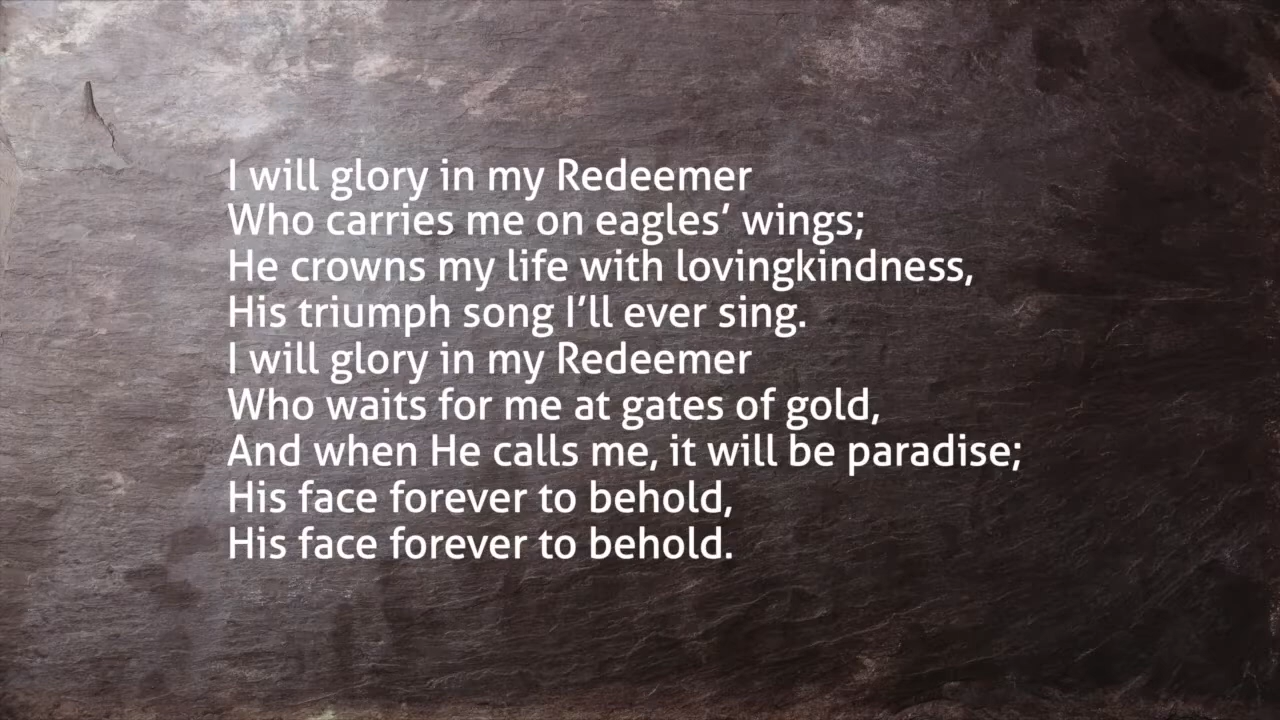 I will glory in my Redeemer
Who carries me on eagles’ wings;
He crowns my life with lovingkindness,
His triumph song I’ll ever sing.
I will glory in my Redeemer
Who waits for me at gates of gold,
And when He calls me, it will be paradise;
His face forever to behold,
His face forever to behold.